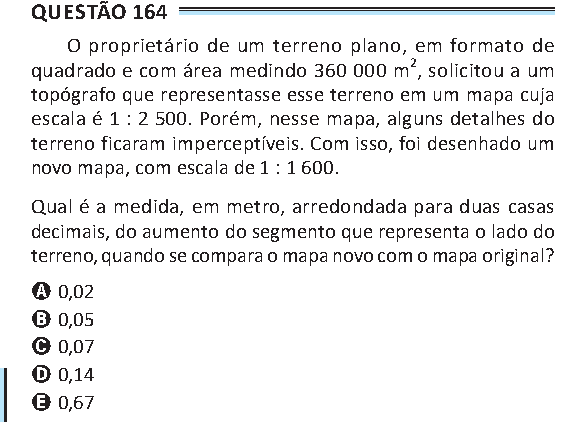 QUESTÃO 164
O proprietário de um terreno plano, em formato de
quadrado e com área medindo 360 000 m², solicitou a um
topógrafo que representasse esse terreno em um mapa cuja
escala é 1 : 2 500. Porém, nesse mapa, alguns detalhes do
terreno ficaram imperceptíveis. Com isso, foi desenhado um
novo mapa, com escala de 1 : 1 600.
Qual é a medida, em metro, arredondada para duas casas
decimais, do aumento do segmento que representa o lado do
terreno, quando se compara o mapa novo com o mapa original?
A 0,02
B 0,05
C 0,07
D 0,14
E 0,67